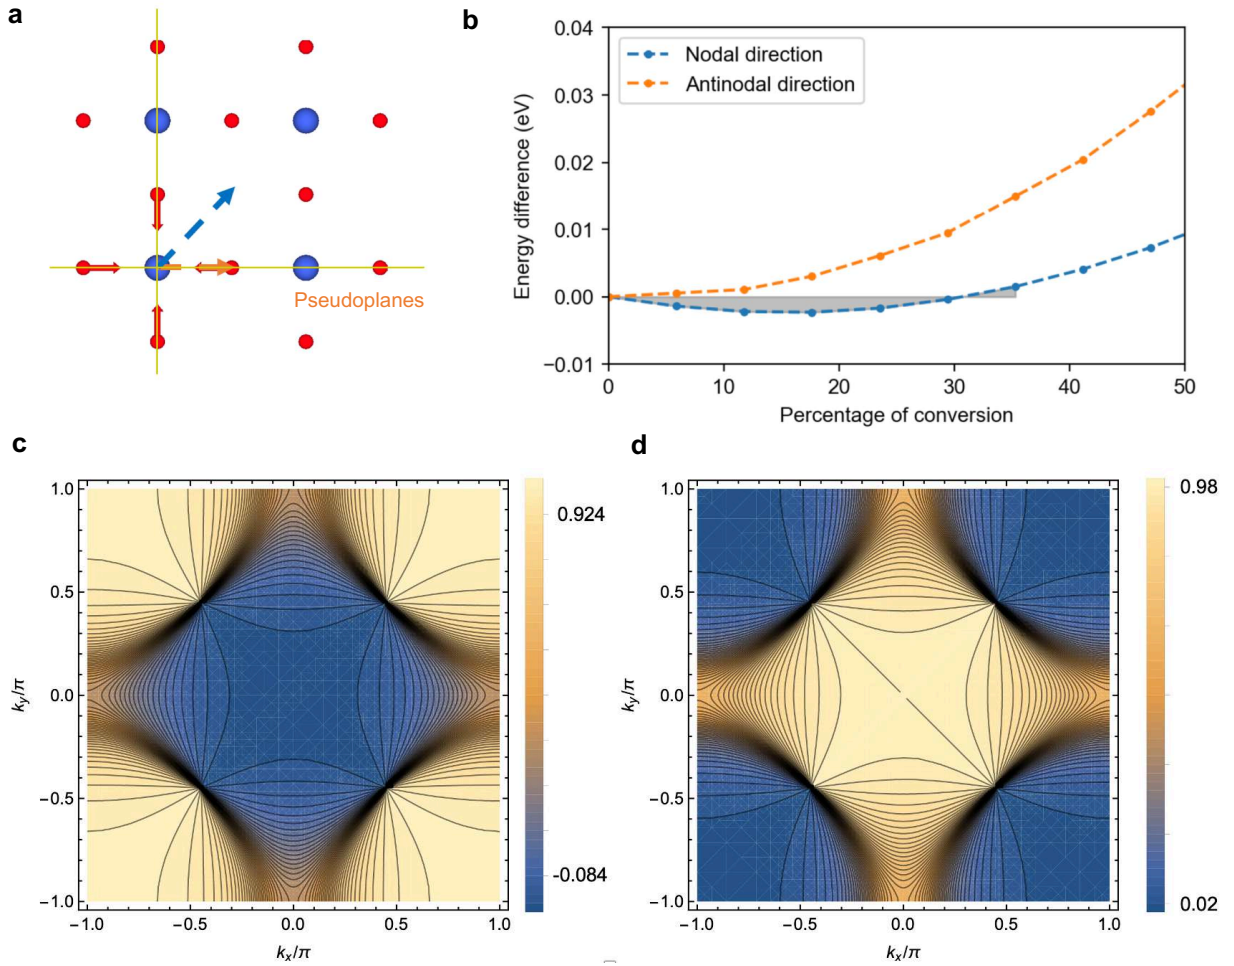 a
Pseudoplanes
b
0.04
0.03
0.02
0.01
0.00
−0.01
Energy difference (eV)
Nodal direction
Antinodal direction
0
10
20
30
40
50
Percentage of conversion
c
1.0
0.5
0.0
−0.5
−1.0
ky/π
−1.0
−0.5
0.0
0.5
1.0
kx/π
0.924
-0.084
d
1.0
0.5
0.0
−0.5
−1.0
ky/π
−1.0
−0.5
0.0
0.5
1.0
kx/π
0.98
0.02